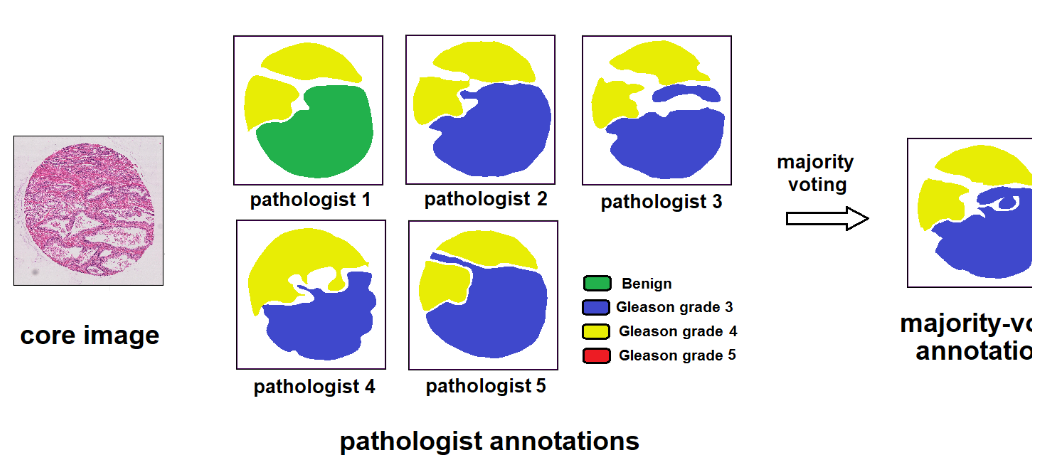 pathologist 1
pathologist 2
pathologist 3
majority
voting
core image
Benign
Gleason grade 3
Gleason grade 4
Gleason grade 5
pathologist 4
pathologist 5
majority-vo
annotatio
pathologist annotations